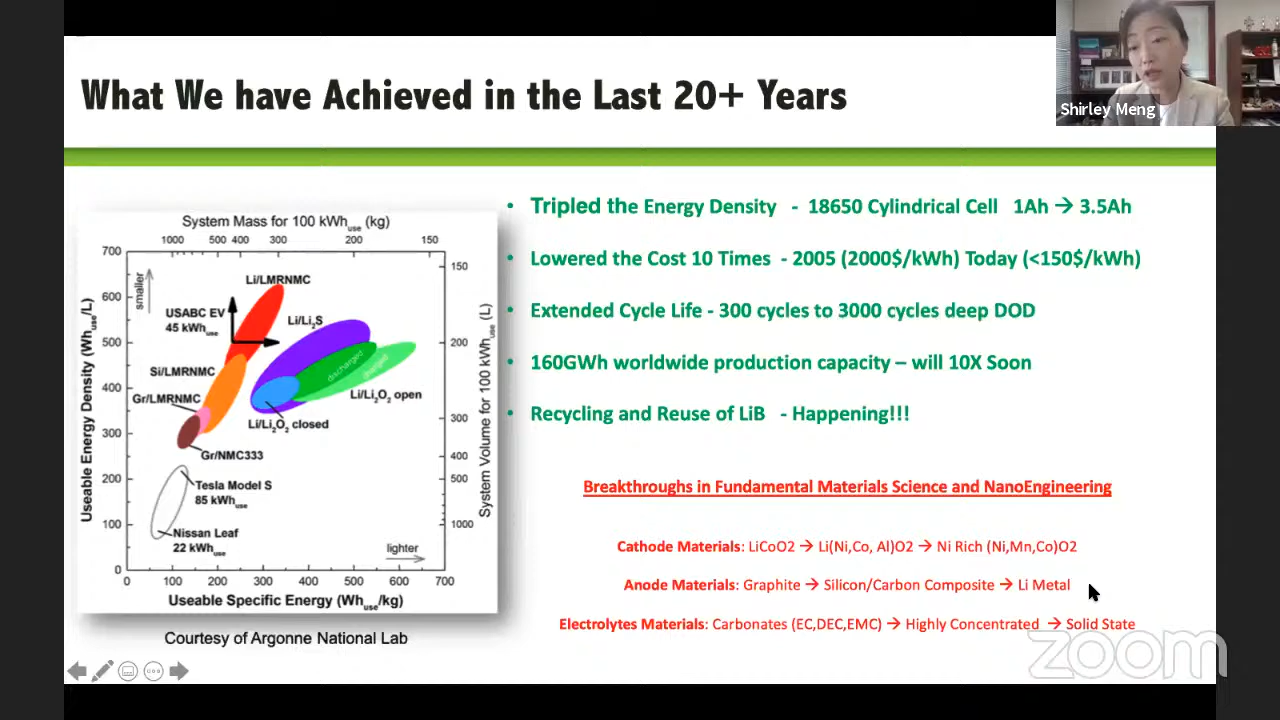 What We have Achieved in the Last 20+ Years
Shirley Meng
System Mass for 100 kWhuse (kg)
1000 500 400 300 200 150
700
600
500
400
300
200
100
0
Useable Energy Density (Whuse/L)
smaller
Li/LMRNMC
USABC EV
45 kWhuse
Li/Li2S
Si/LMRNMC
Gr/LMRNMC
discharged
charged
Li/Li2O2 open
Li/Li2O2 closed
Gr/NMC333
Tesla Model S
85 kWhuse
Nissan Leaf
22 kWhuse
lighter
150
200
300
400
500
1000
System Volume for 100 kWhuse (L)
0 100 200 300 400 500 600 700
Useable Specific Energy (Whuse/kg)
Courtesy of Argonne National Lab
• Tripled the Energy Density - 18650 Cylindrical Cell 1Ah → 3.5Ah
• Lowered the Cost 10 Times - 2005 (2000$/kWh) Today (<150$/kWh)
• Extended Cycle Life - 300 cycles to 3000 cycles deep DOD
• 160GWh worldwide production capacity – will 10X Soon
• Recycling and Reuse of LiB - Happening!!!
Breakthroughs in Fundamental Materials Science and NanoEngineering
Cathode Materials: LiCoO2 → Li(Ni,Co, Al)O2 → Ni Rich (Ni,Mn,Co)O2
Anode Materials: Graphite → Silicon/Carbon Composite → Li Metal
Electrolytes Materials: Carbonates (EC,DEC,EMC) → Highly Concentrated → Solid State
zoom